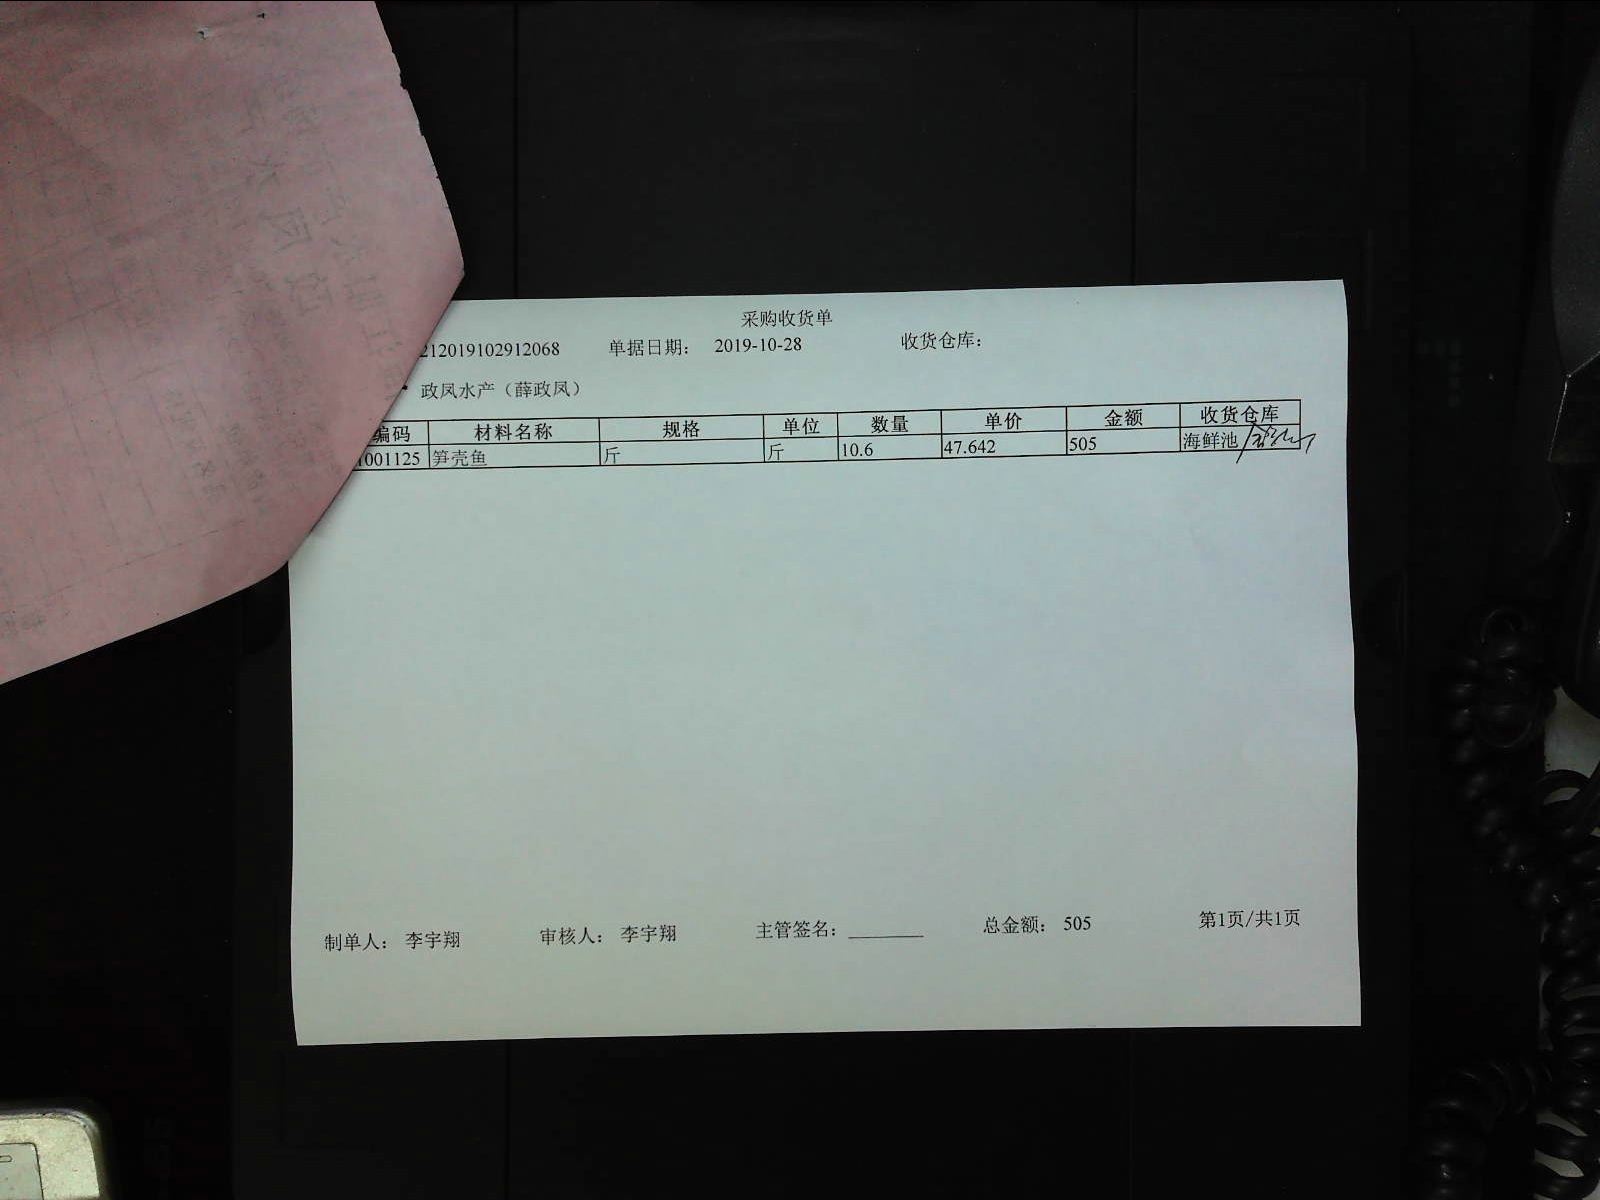 采购收货单
212019102912068 单据日期： 2019-10-28 收货仓库：
政凤水产（薛政凤）
编码 材料名称 规格 单位 数量 单价 金额 收货仓库
001125 笋壳鱼 斤 斤 10.6 47.642 505 海鲜池
制单人： 李宇翔 审核人： 李宇翔 主管签名：________ 总金额： 505 第1页/共1页